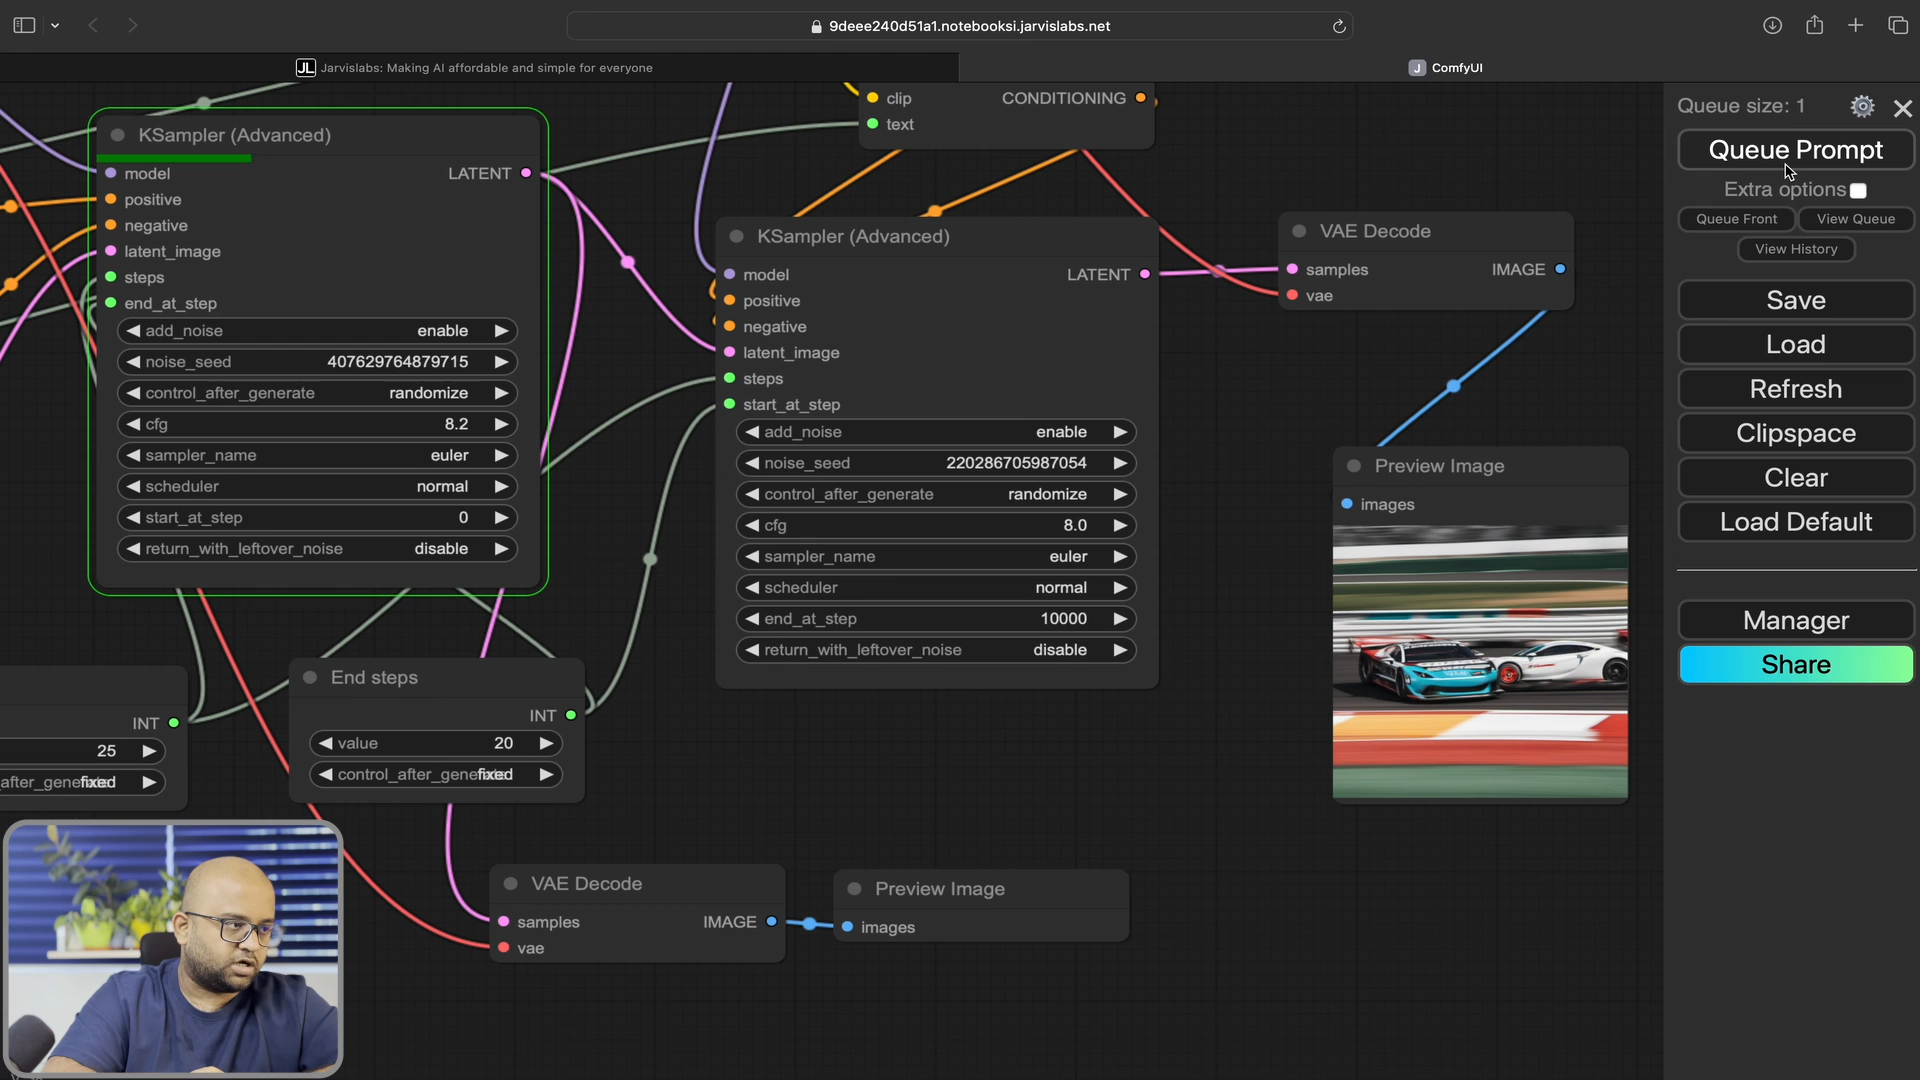 9deee240d51a1.notebooksi.jarvislabs.net
JL Jarvislabs: Making AI affordable and simple for everyone
J ComfyUI
KSampler (Advanced)
model LATENT
positive
negative
latent_image
steps
end_at_step
add_noise enable
noise_seed 407629764879715
control_after_generate randomize
cfg 8.2
sampler_name euler
scheduler normal
start_at_step 0
return_with_leftover_noise disable
clip CONDITIONING
text
KSampler (Advanced)
model LATENT
positive
negative
latent_image
steps
start_at_step
add_noise enable
noise_seed 220286705987054
control_after_generate randomize
cfg 8.0
sampler_name euler
scheduler normal
end_at_step 10000
return_with_leftover_noise disable
VAE Decode
samples IMAGE
vae
Preview Image
images
INT
25
after_gene fixed
End steps
INT
value 20
control_after_gene fixed
VAE Decode
samples IMAGE
vae
Preview Image
images
Queue size: 1
Queue Prompt
Extra options
Queue Front View Queue
View History
Save
Load
Refresh
Clipspace
Clear
Load Default
Manager
Share